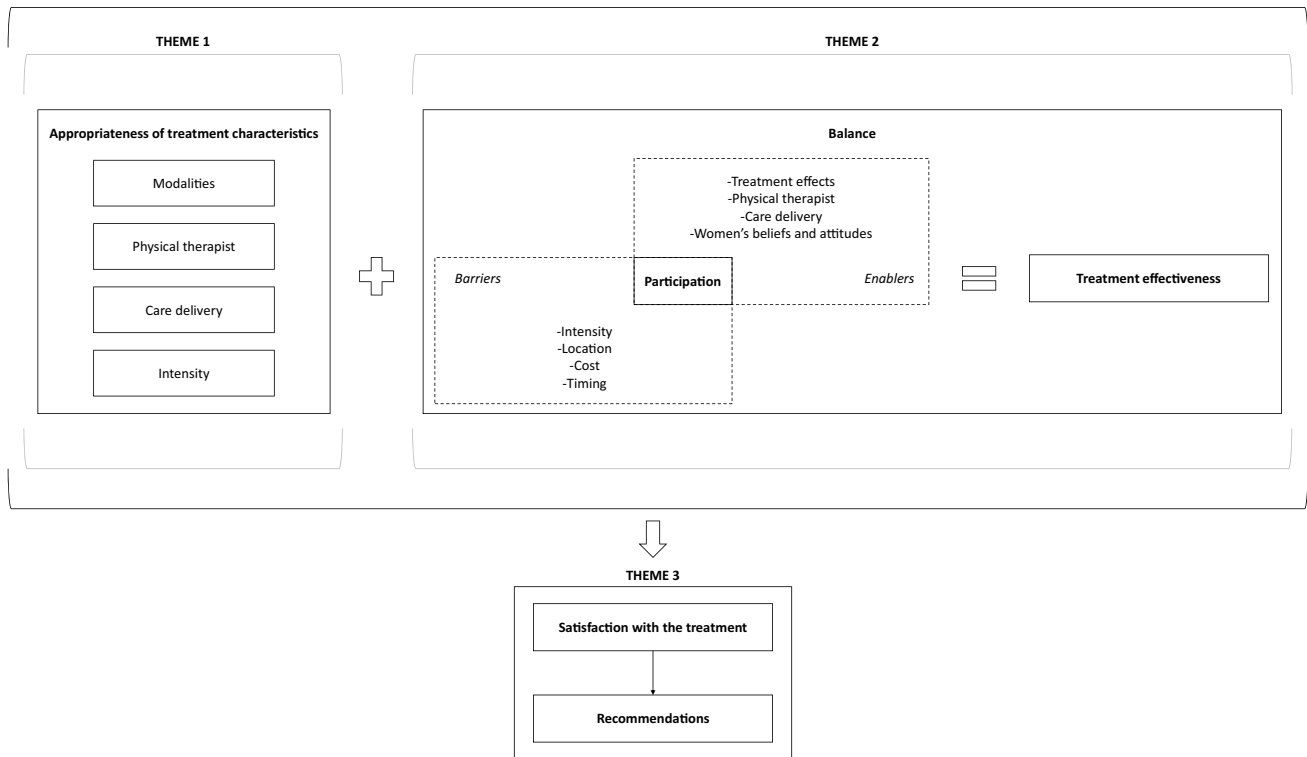 THEME 1
Appropriateness of treatment characteristics
Modalities
Physical therapist
Care delivery
Intensity
THEME 2
Balance
-Treatment effects
-Physical therapist
-Care delivery
-Women's beliefs and attitudes
Barriers
Participation
Enablers
-Intensity
-Location
-Cost
-Timing
Treatment effectiveness
THEME 3
Satisfaction with the treatment
Recommendations